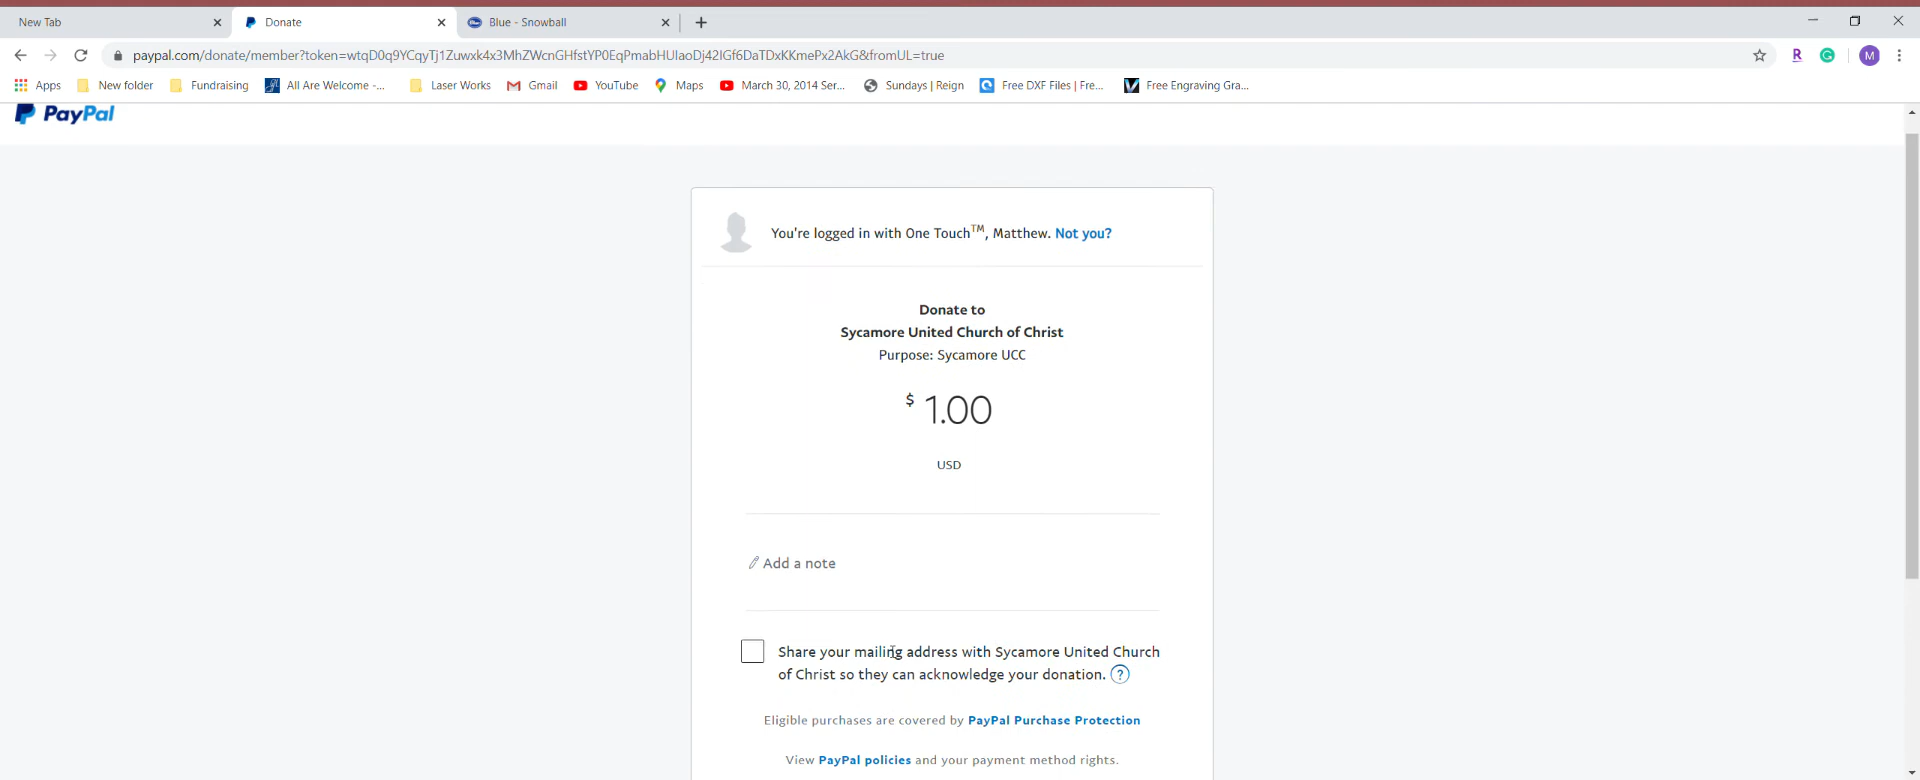 New Tab
Donate
Blue - Snowball
paypal.com/donate/member?token=wtqD0q9YCqyTj1Zuwxk4x3MhZWcnGHfstYP0EqPmabHUIaoDj42IGf6DaTDxKKmePx2AkG&fromUL=true
R
G
M
Apps
New folder
Fundraising
All Are Welcome -...
Laser Works
Gmail
YouTube
Maps
March 30, 2014 Ser...
Sundays | Reign
Free DXF Files | Fre...
Free Engraving Gra...
PayPal
You're logged in with One Touch™, Matthew. Not you?
Donate to
Sycamore United Church of Christ
Purpose: Sycamore UCC
$ 1.00
USD
Add a note
Share your mailing address with Sycamore United Church
of Christ so they can acknowledge your donation. ?
Eligible purchases are covered by PayPal Purchase Protection
View PayPal policies and your payment method rights.